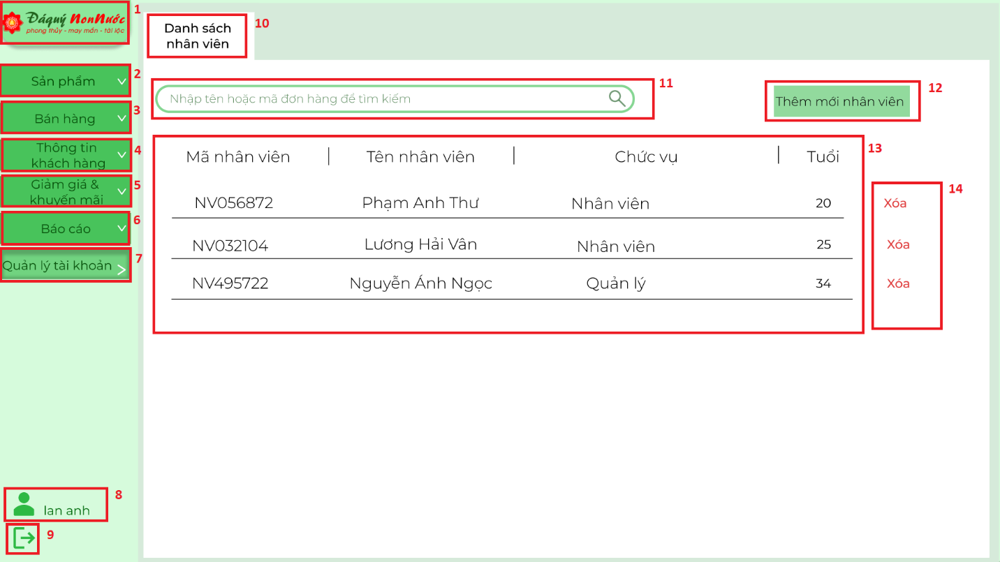 Đáquý NonNước
phong thủy - may mắn - tài lộc
1
Sản phẩm
2
Bán hàng
3
Thông tin
khách hàng
4
Giảm giá &
khuyến mãi
5
Báo cáo
6
Quản lý tài khoản
7
lan anh
8
9
Danh sách
nhân viên
10
Nhập tên hoặc mã đơn hàng để tìm kiếm
11
Thêm mới nhân viên
12
Mã nhân viên | Tên nhân viên | Chức vụ | Tuổi
13
14
NV056872 Phạm Anh Thư Nhân viên 20 Xóa
NV032104 Lương Hải Vân Nhân viên 25 Xóa
NV495722 Nguyễn Ánh Ngọc Quản lý 34 Xóa